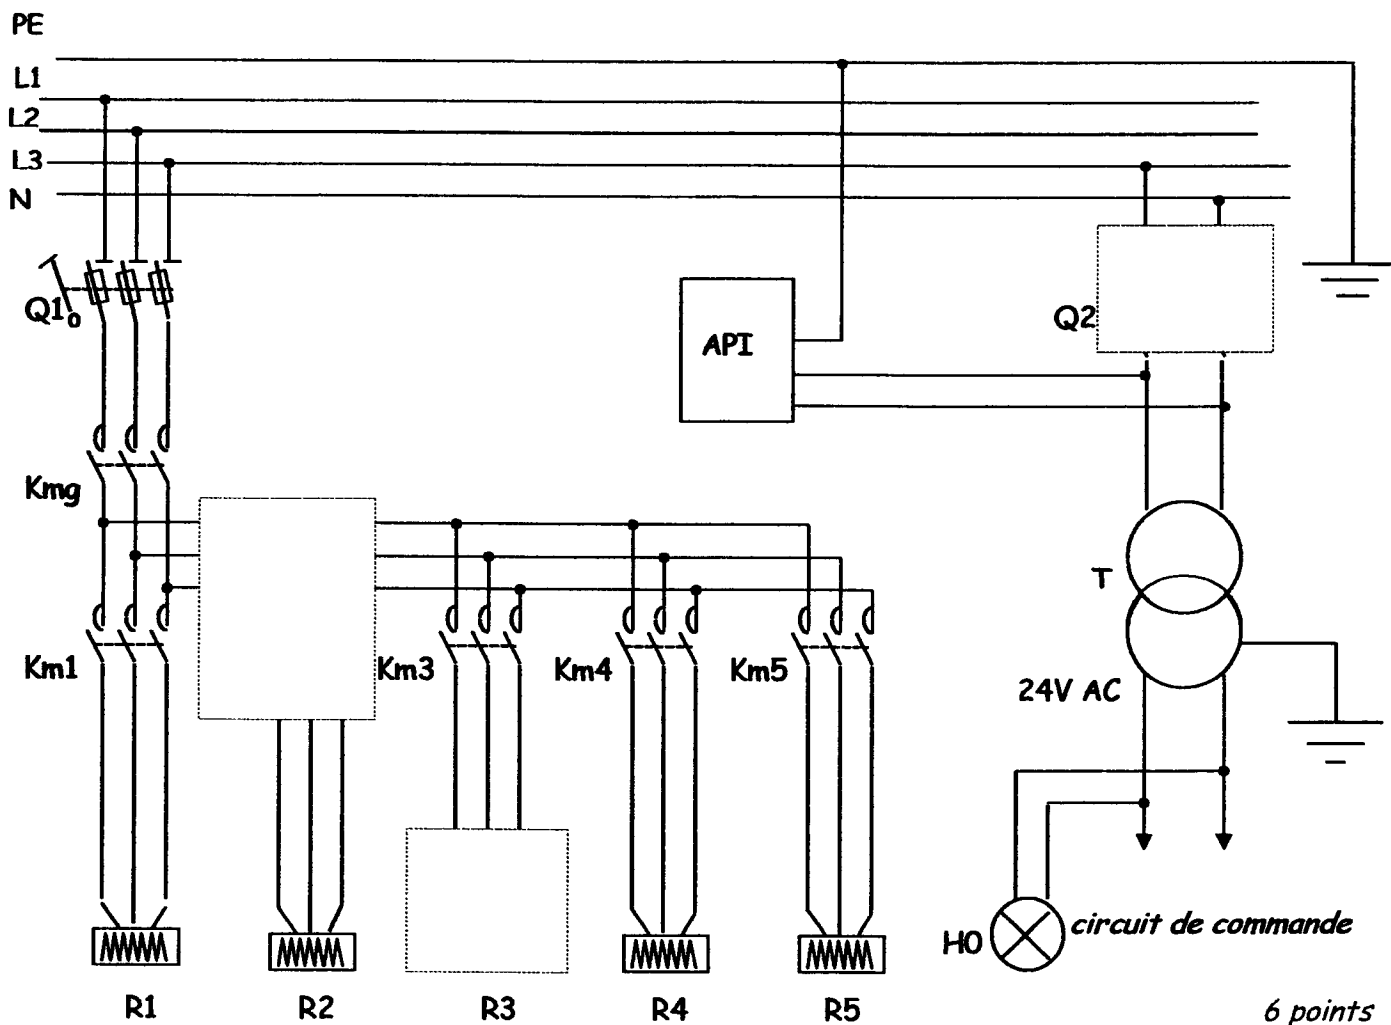 PE
L1
L2
L3
N
Q1
0
Q2
API
Kmg
T
Km1
Km3
Km4
Km5
24V AC
H0
circuit de commande
R1
R2
R3
R4
R5
6 points